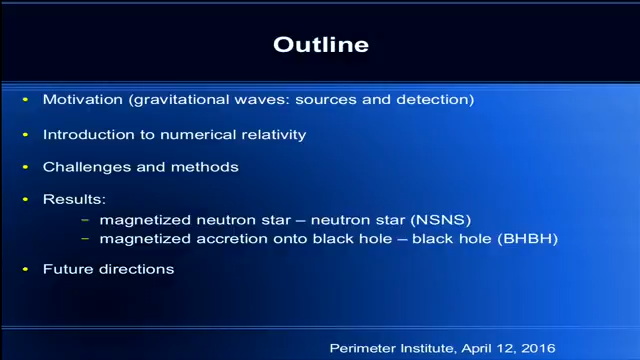 Outline
• Motivation (gravitational waves: sources and detection)
• Introduction to numerical relativity
• Challenges and methods
• Results:
– magnetized neutron star – neutron star (NSNS)
– magnetized accretion onto black hole – black hole (BHBH)
• Future directions
Perimeter Institute, April 12, 2016